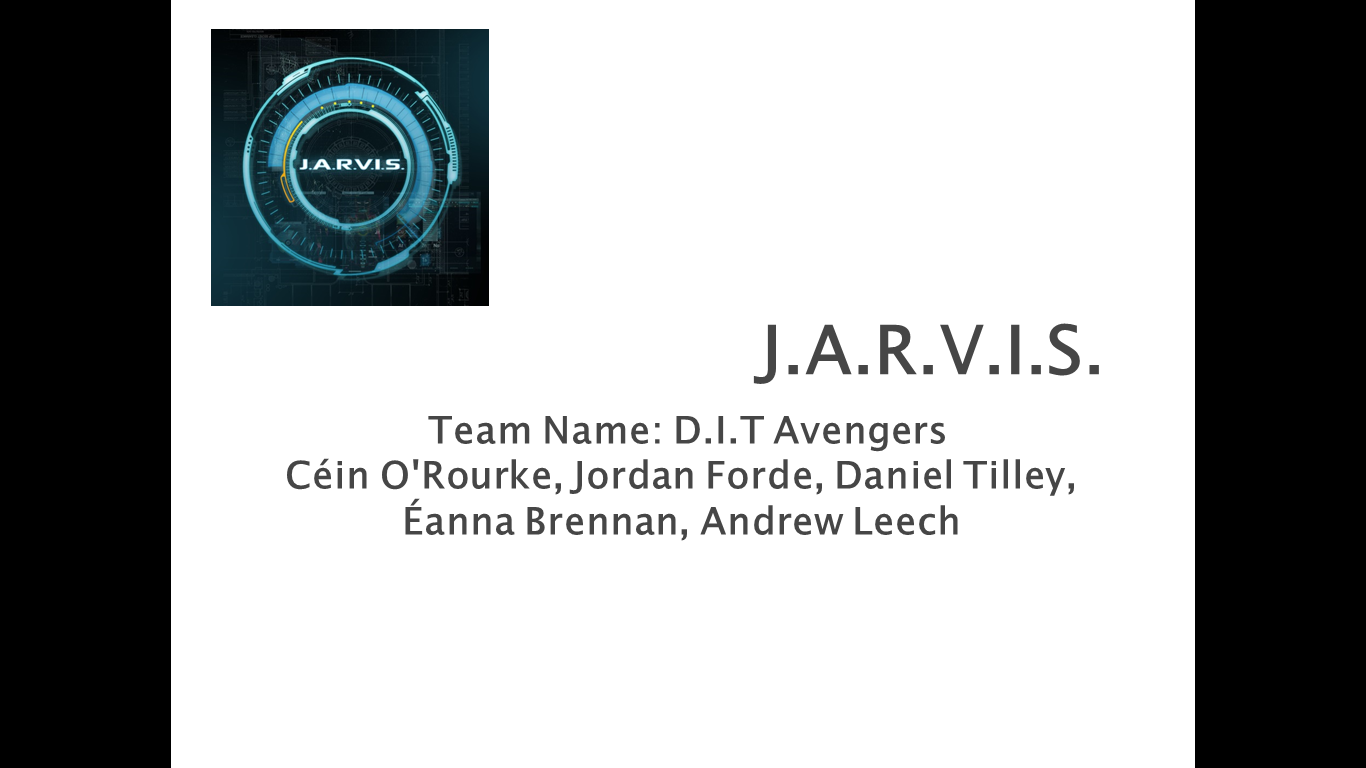 J.A.R.V.I.S.
J.A.R.V.I.S.
Team Name: D.I.T Avengers
Céin O'Rourke, Jordan Forde, Daniel Tilley,
Éanna Brennan, Andrew Leech